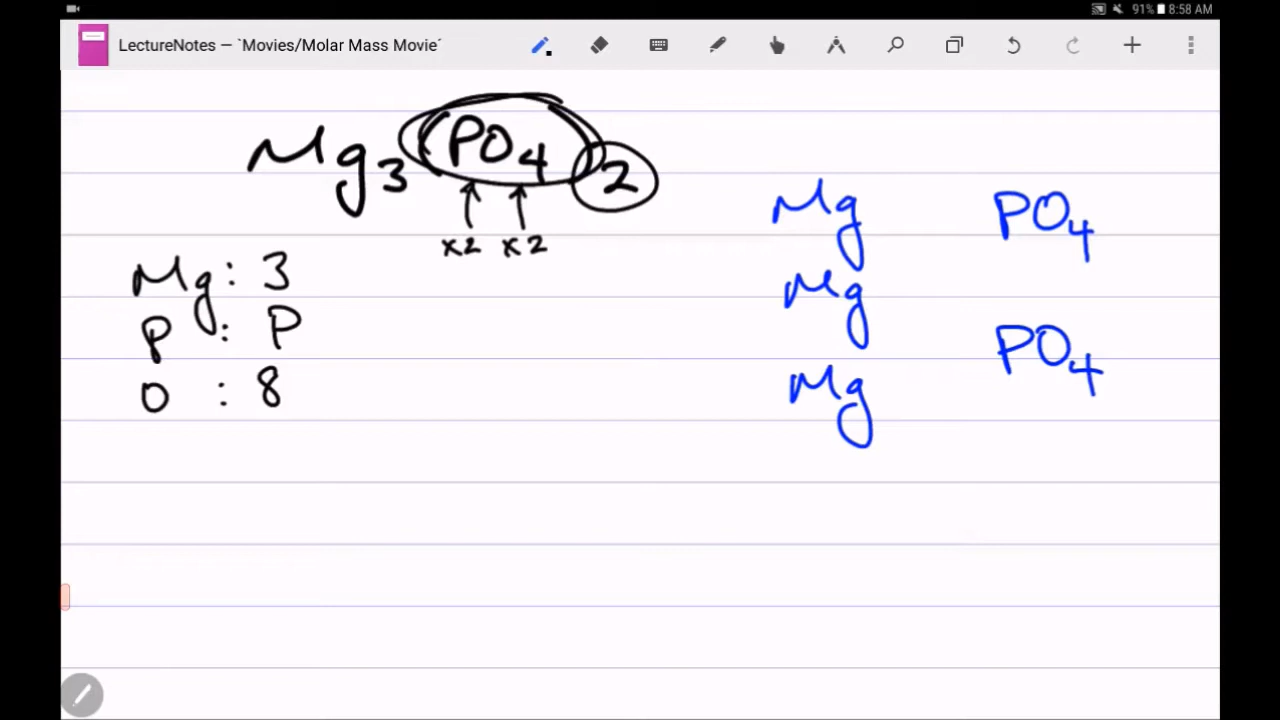 91% 8:58 AM
LectureNotes – `Movies/Molar Mass Movie´
Mg3(PO4)2
x2 x2
Mg: 3
P : P
O : 8
Mg PO4
Mg
PO4
Mg